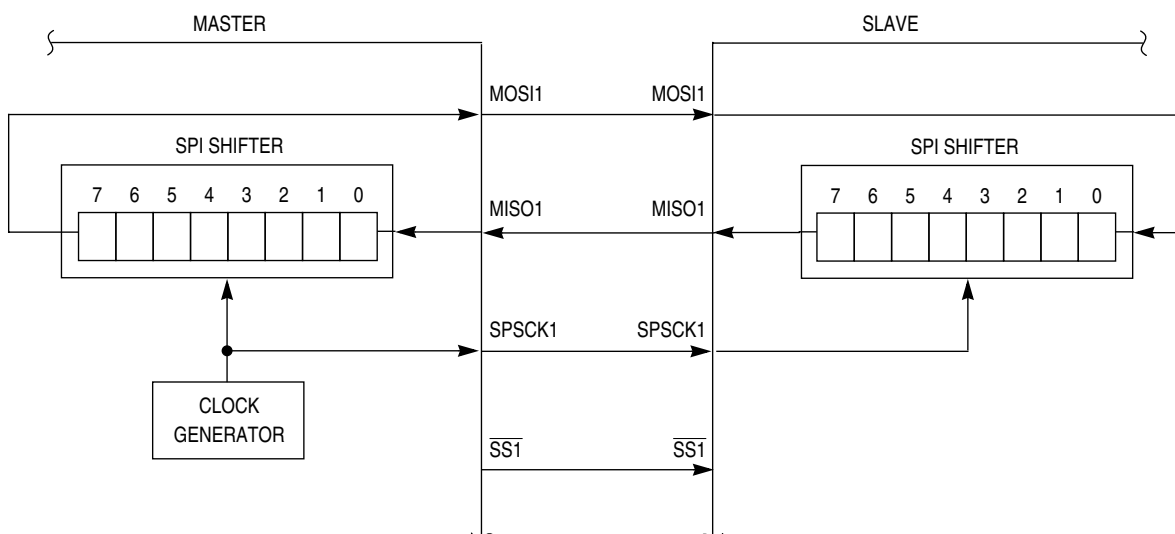 MASTER
SLAVE
MOSI1 MOSI1
SPI SHIFTER
SPI SHIFTER
7 6 5 4 3 2 1 0
7 6 5 4 3 2 1 0
MISO1 MISO1
SPSCK1 SPSCK1
CLOCK
GENERATOR
SS1 SS1